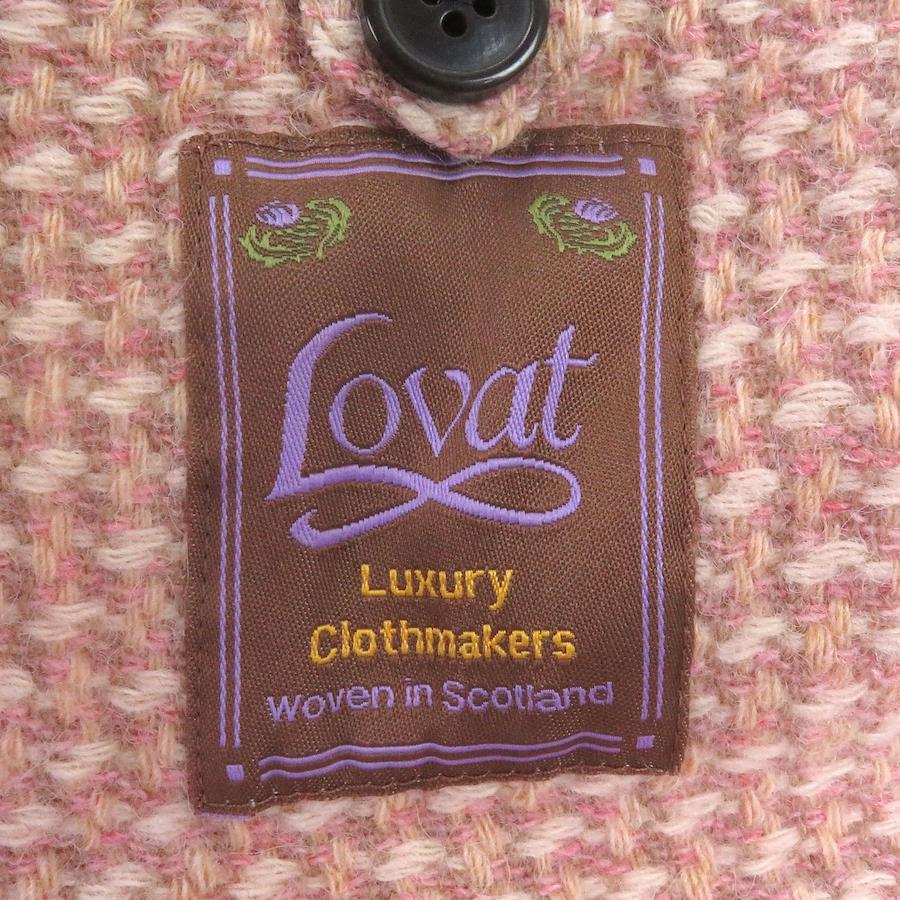 Lovat
Luxury
Clothmakers
Woven in Scotland